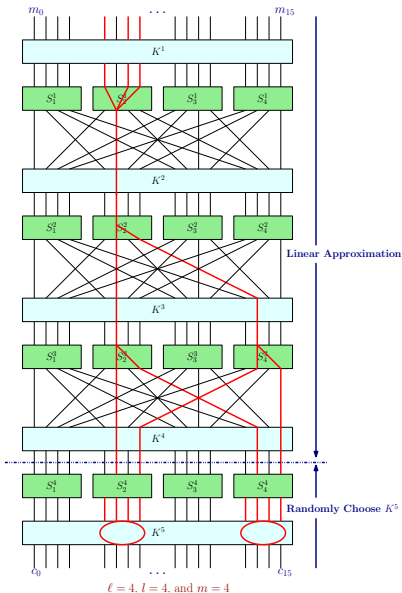 m₀ ... m₁₅
K¹
S₁¹ S₂¹ S₃¹ S₄¹
K²
S₁² S₂² S₃² S₄²
Linear Approximation
K³
S₁³ S₂³ S₃³ S₄³
K⁴
S₁⁴ S₂⁴ S₃⁴ S₄⁴
Randomly Choose K⁵
K⁵
c₀ ... c₁₅
ℓ = 4, l = 4, and m = 4